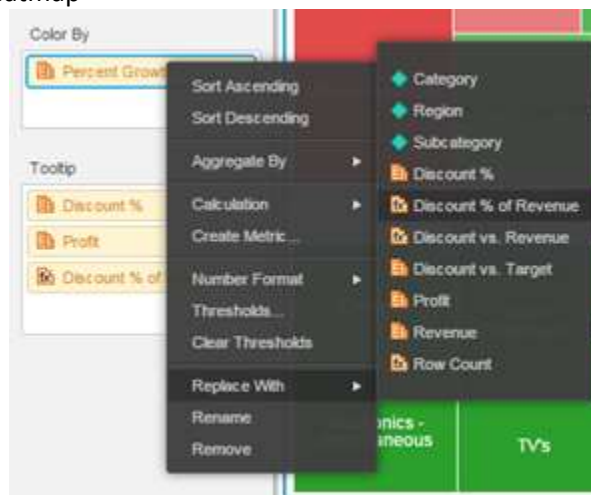 Color By
Percent Growt
Tooltip
Discount %
Profit
Discount % of
Sort Ascending
Sort Descending
Aggregate By
Calculation
Create Metric...
Number Format
Thresholds...
Clear Thresholds
Replace With
Rename
Remove
Category
Region
Subcategory
Discount %
Discount % of Revenue
Discount vs. Revenue
Discount vs. Target
Profit
Revenue
Row Count
onics -
aneous
TV's